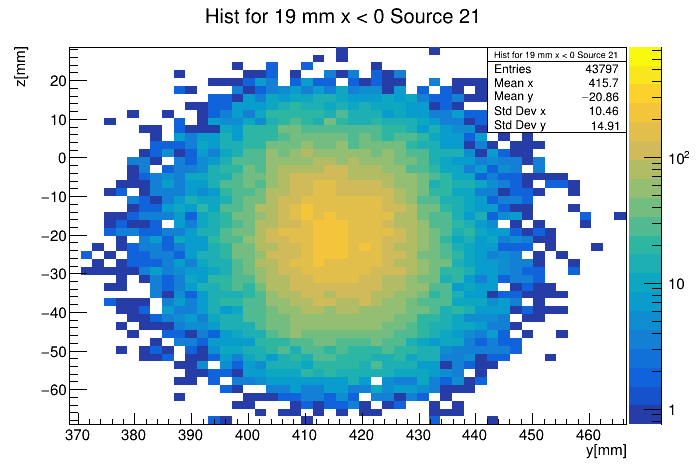 Hist for 19 mm x < 0 Source 21
z[mm]
Hist for 19 mm x < 0 Source 21
Entries 43797
Mean x 415.7
Mean y −20.86
Std Dev x 10.46
Std Dev y 14.91
20
10
0
−10
−20
−30
−40
−50
−60
10²
10
1
370 380 390 400 410 420 430 440 450 460
y[mm]